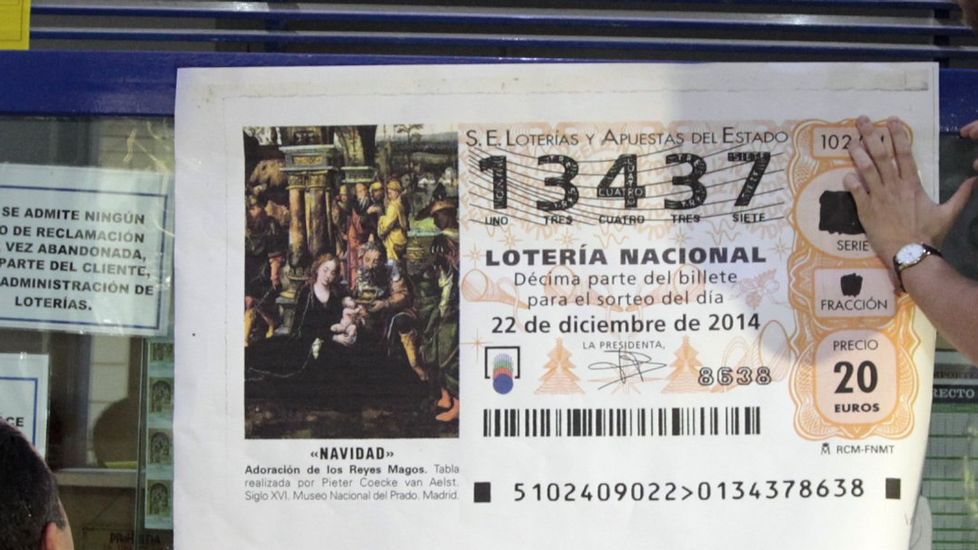 SE ADMITE NINGÚN
O DE RECLAMACIÓN
VEZ ABANDONADA,
PARTE DEL CLIENTE,
ADMINISTRACIÓN DE
LOTERÍAS.
S.E. LOTERÍAS Y APUESTAS DEL ESTADO
13437
UNO TRES CUATRO TRES SIETE
LOTERÍA NACIONAL
Décima parte del billete
para el sorteo del día
22 de diciembre de 2014
LA PRESIDENTA,
8638
102
SERIE
FRACCIÓN
PRECIO
20
EUROS
RCM-FNMT
«NAVIDAD»
Adoración de los Reyes Magos. Tabla
realizada por Pieter Coecke van Aelst.
Siglo XVI. Museo Nacional del Prado. Madrid.
5102409022>0134378638